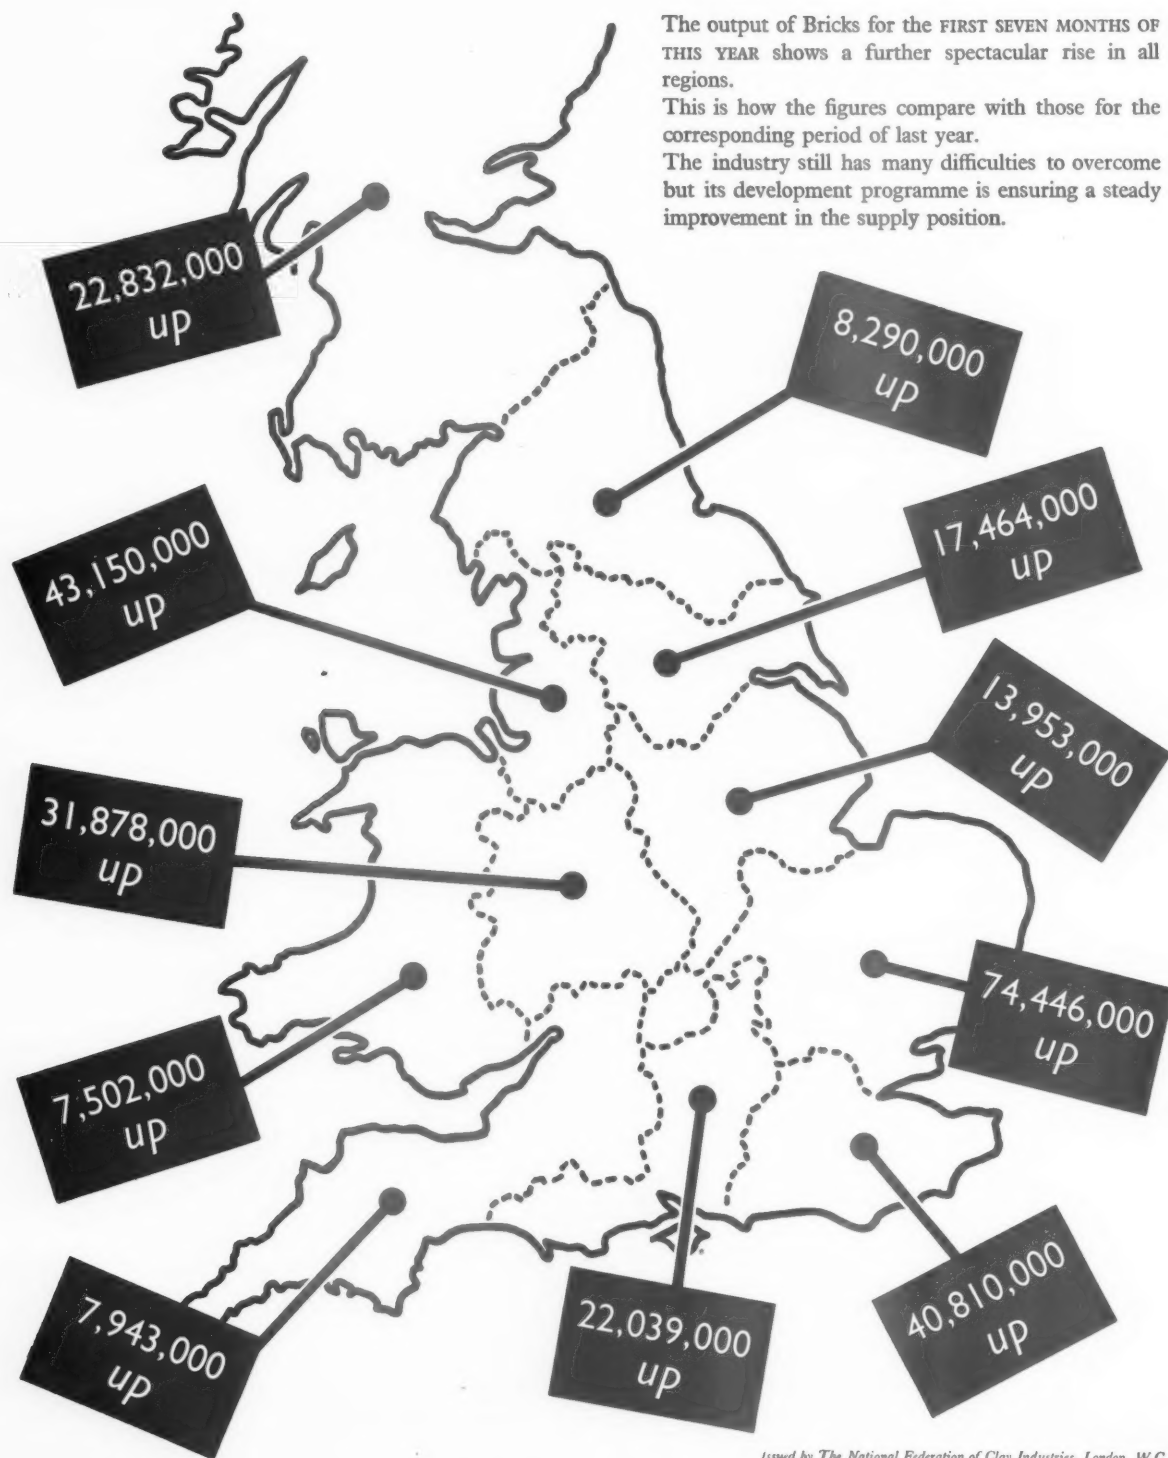 The output of Bricks for the FIRST SEVEN MONTHS OF
THIS YEAR shows a further spectacular rise in all
regions.
This is how the figures compare with those for the
corresponding period of last year.
The industry still has many difficulties to overcome
but its development programme is ensuring a steady
improvement in the supply position.
22,832,000
up
8,290,000
up
43,150,000
up
17,464,000
up
13,953,000
up
31,878,000
up
74,446,000
up
7,502,000
up
7,943,000
up
22,039,000
up
40,810,000
up
Issued by The National Federation of Clay Industries, London, W.C.